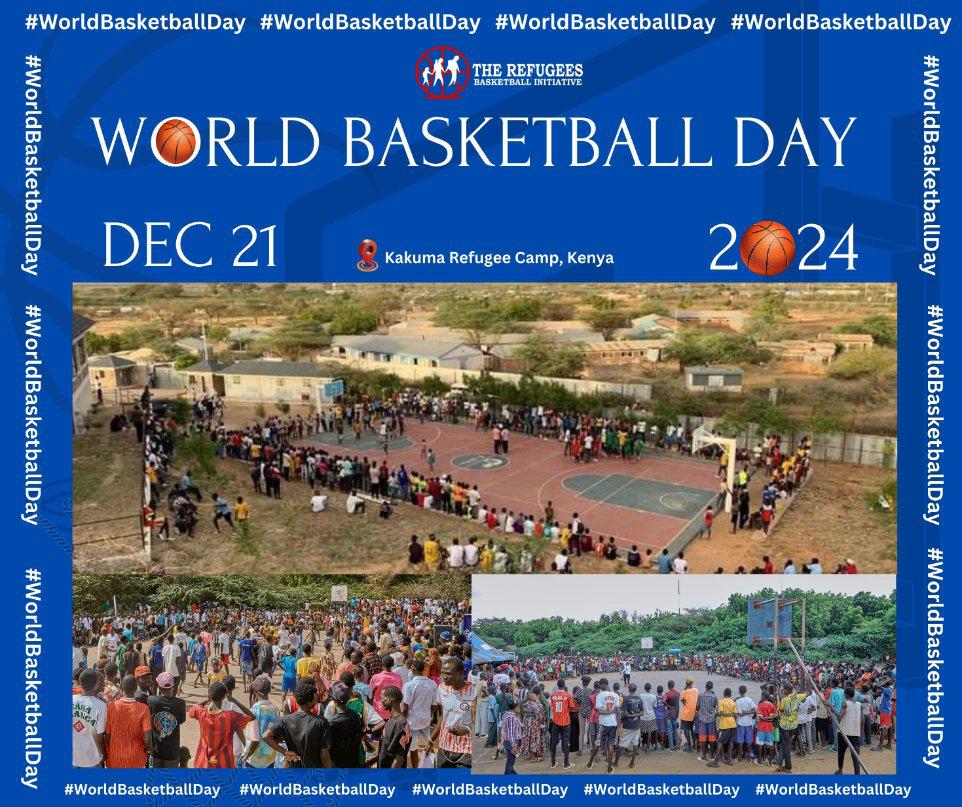 #WorldBasketballDay #WorldBasketballDay #WorldBasketballDay #WorldBasketballDay
THE REFUGEES
BASKETBALL INITIATIVE
WORLD BASKETBALL DAY
DEC 21
Kakuma Refugee Camp, Kenya
2024
#WorldBasketballDay
#WorldBasketballDay
#WorldBasketballDay
#WorldBasketballDay
#WorldBasketballDay
#WorldBasketballDay
#WorldBasketballDay #WorldBasketballDay #WorldBasketballDay #WorldBasketballDay #WorldBasketballDay